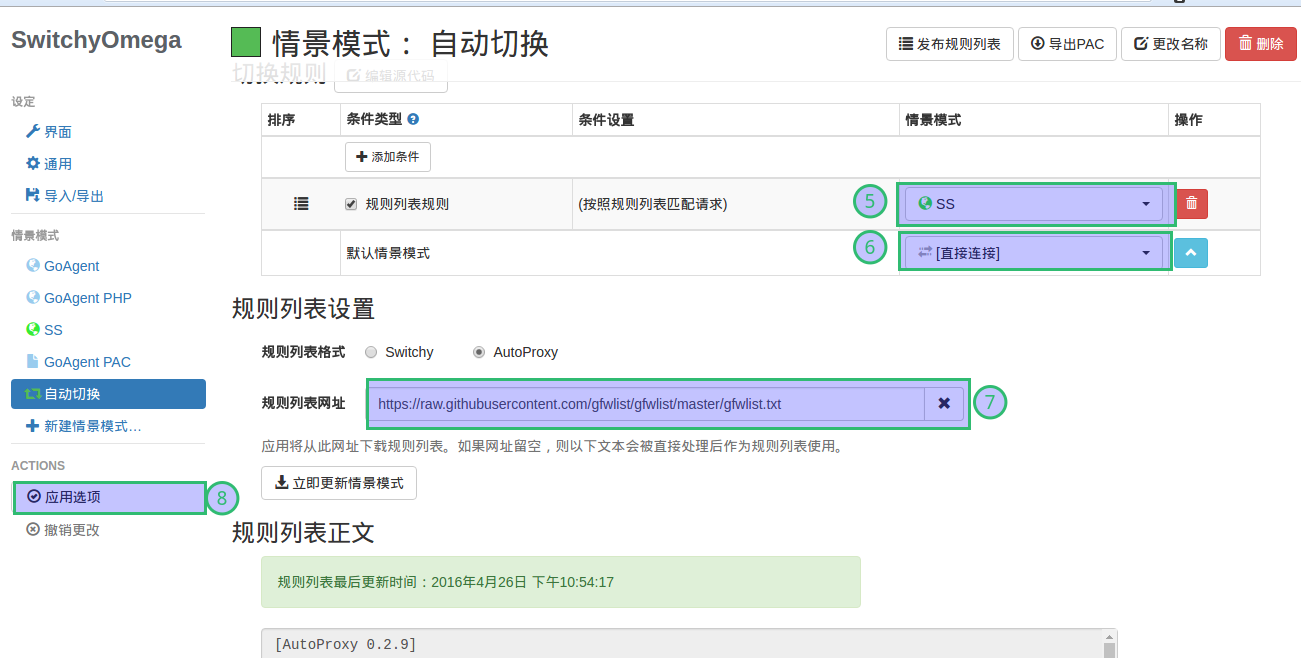 SwitchyOmega
情景模式 ： 自动切换
发布规则列表 导出PAC 更改名称 删除
切换规则 编辑源代码
设定
界面
通用
导入/导出
情景模式
GoAgent
GoAgent PHP
SS
GoAgent PAC
自动切换
新建情景模式…
ACTIONS
应用选项 8
撤销更改
排序 条件类型 条件设置 情景模式 操作
添加条件
规则列表规则 (按照规则列表匹配请求) 5 SS
默认情景模式 6 [直接连接]
规则列表设置
规则列表格式 Switchy AutoProxy
规则列表网址 https://raw.githubusercontent.com/gfwlist/gfwlist/master/gfwlist.txt 7
应用将从此网址下载规则列表。如果网址留空，则以下文本会被直接处理后作为规则列表使用。
立即更新情景模式
规则列表正文
规则列表最后更新时间：2016年4月26日 下午10:54:17
[AutoProxy 0.2.9]